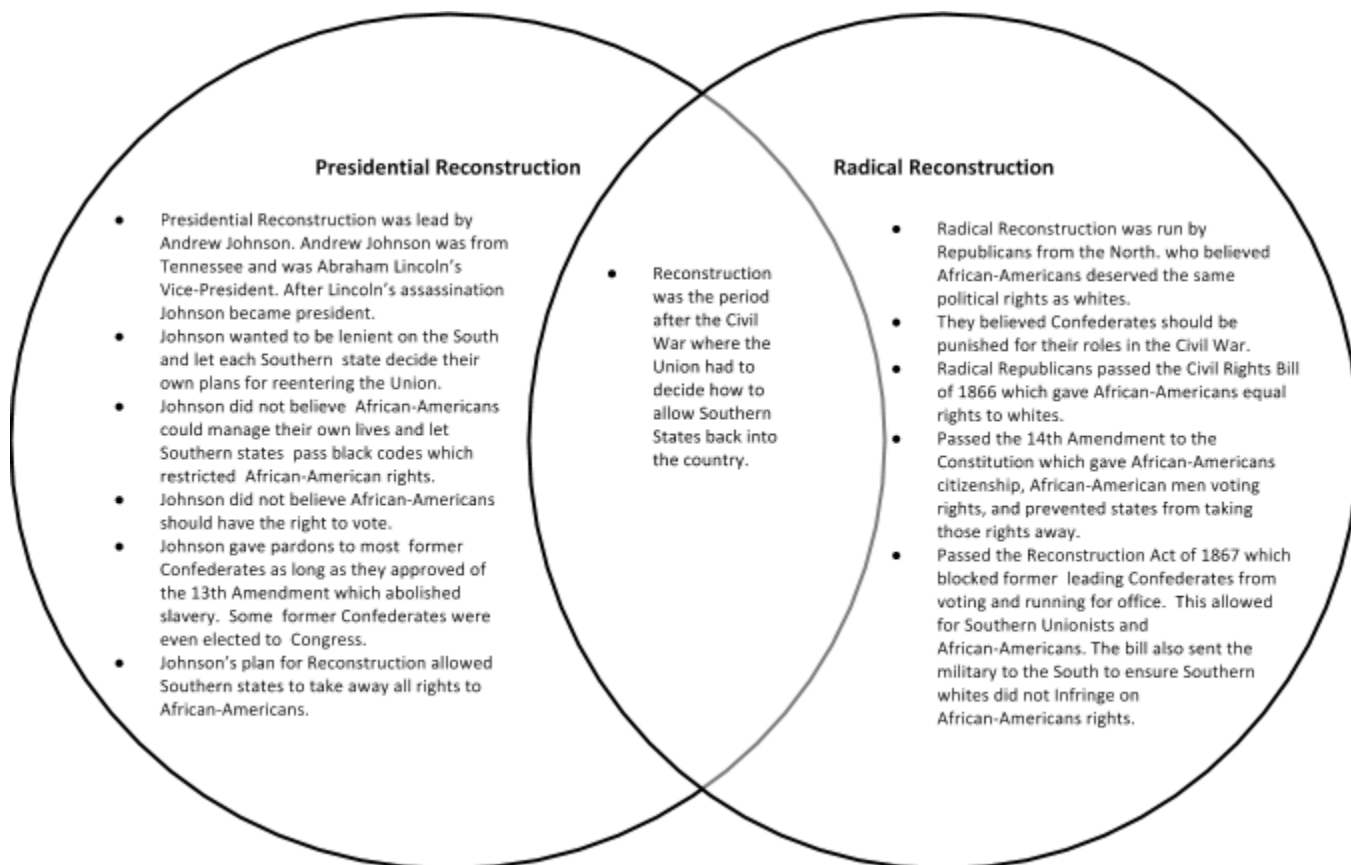 Presidential Reconstruction
● Presidential Reconstruction was lead by
Andrew Johnson. Andrew Johnson was from
Tennessee and was Abraham Lincoln's
Vice-President. After Lincoln's assassination
Johnson became president.
● Johnson wanted to be lenient on the South
and let each Southern state decide their
own plans for reentering the Union.
● Johnson did not believe African-Americans
could manage their own lives and let
Southern states pass black codes which
restricted African-American rights.
● Johnson did not believe African-Americans
should have the right to vote.
● Johnson gave pardons to most former
Confederates as long as they approved of
the 13th Amendment which abolished
slavery. Some former Confederates were
even elected to Congress.
● Johnson's plan for Reconstruction allowed
Southern states to take away all rights to
African-Americans.
● Reconstruction
was the period
after the Civil
War where the
Union had to
decide how to
allow Southern
States back into
the country.
Radical Reconstruction
● Radical Reconstruction was run by
Republicans from the North. who believed
African-Americans deserved the same
political rights as whites.
● They believed Confederates should be
punished for their roles in the Civil War.
● Radical Republicans passed the Civil Rights Bill
of 1866 which gave African-Americans equal
rights to whites.
● Passed the 14th Amendment to the
Constitution which gave African-Americans
citizenship, African-American men voting
rights, and prevented states from taking
those rights away.
● Passed the Reconstruction Act of 1867 which
blocked former leading Confederates from
voting and running for office. This allowed
for Southern Unionists and
African-Americans. The bill also sent the
military to the South to ensure Southern
whites did not Infringe on
African-Americans rights.